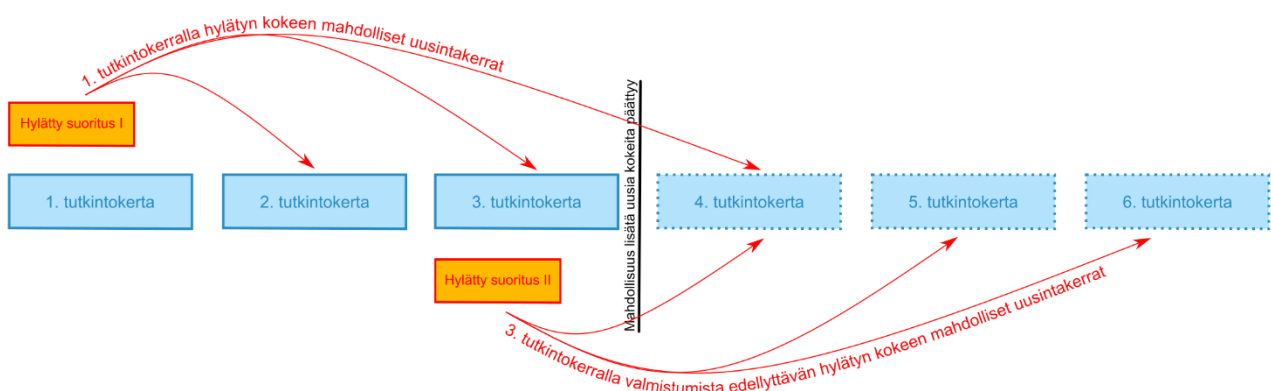 1. tutkintokerralla hylätyn kokeen mahdolliset uusintakerrat
Hylätty suoritus I
Mahdollisuus lisätä uusia kokeita päättyy
1. tutkintokerta
2. tutkintokerta
3. tutkintokerta
4. tutkintokerta
5. tutkintokerta
6. tutkintokerta
Hylätty suoritus II
3. tutkintokerralla valmistumista edellyttävän hylätyn kokeen mahdolliset uusintakerrat